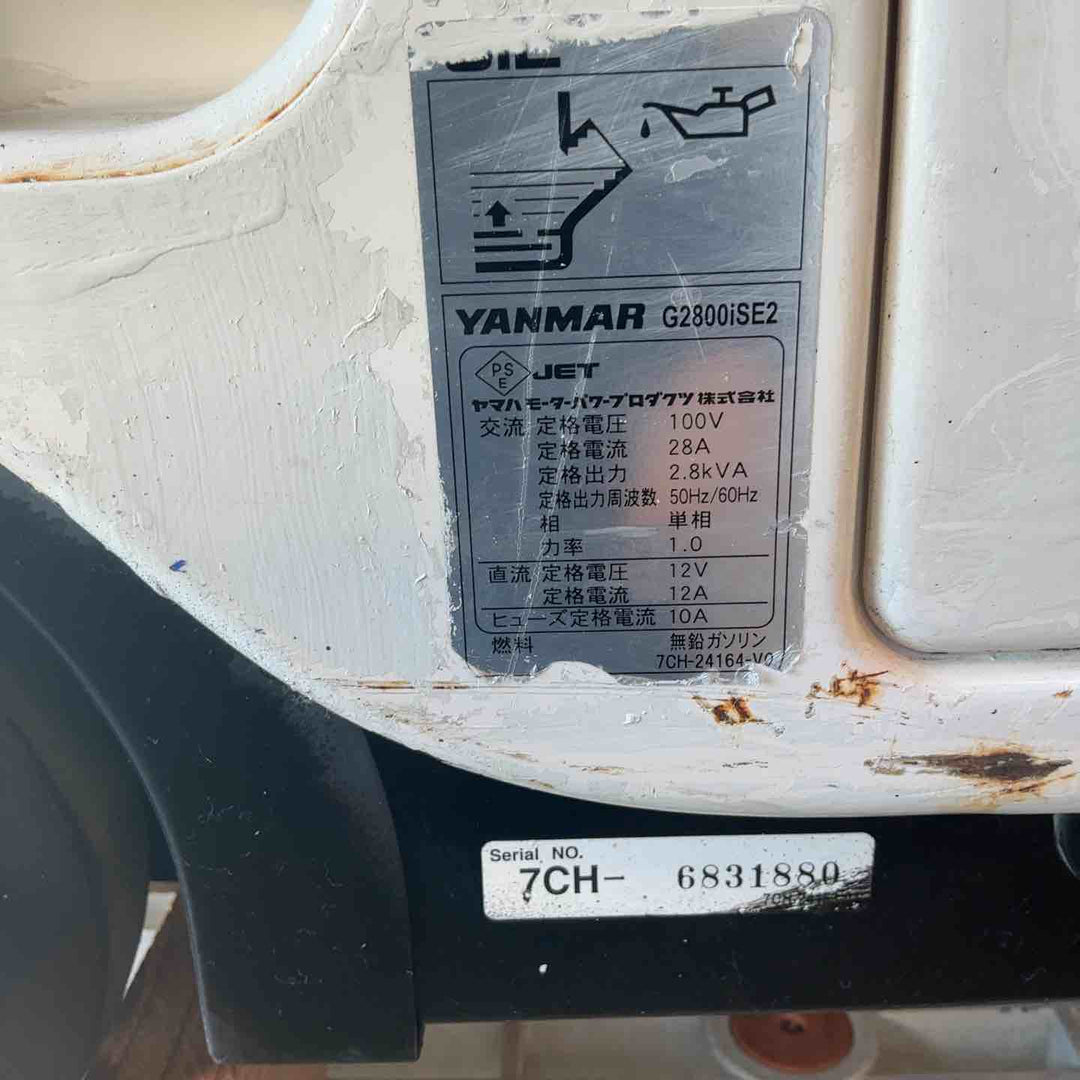 OIL
YANMAR G2800iSE2
PS
E
JET
ヤマハモーターパワープロダクツ株式会社
交流 定格電圧 100V
定格電流 28A
定格出力 2.8kVA
定格出力周波数 50Hz/60Hz
相 単相
力率 1.0
直流 定格電圧 12V
定格電流 12A
ヒューズ定格電流 10A
燃料 無鉛ガソリン
7CH-24164-V0
Serial NO.
7CH- 6831880